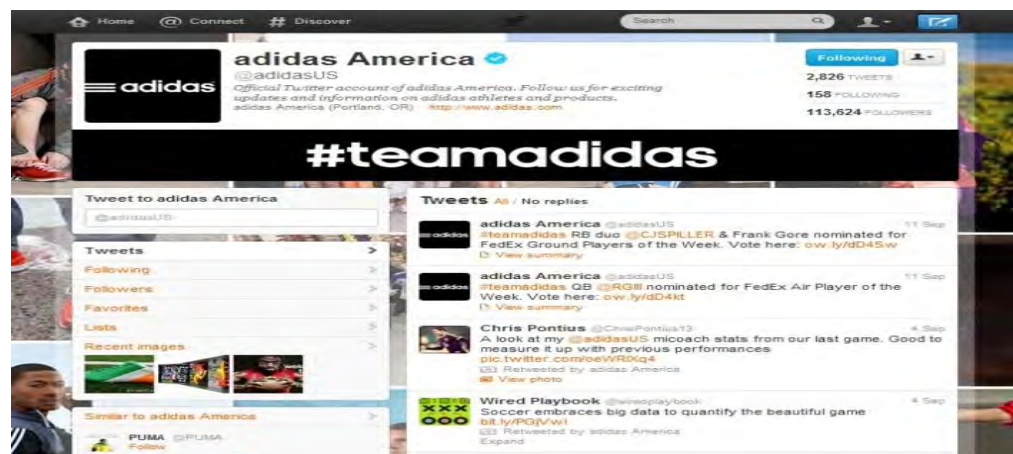 Home @ Connect # Discover Search
adidas
adidas America
@adidasUS
Official Twitter account of adidas America. Follow us for exciting
updates and information on adidas athletes and products.
adidas America (Portland, OR) http://www.adidas.com
Following
2,826 TWEETS
158 FOLLOWING
113,624 FOLLOWERS
#teamadidas
Tweet to adidas America
@adidasUS
Tweets
Following
Followers
Favorites
Lists
Recent images
Similar to adidas America
PUMA @PUMA
Follow
Tweets All / No replies
adidas
adidas America @adidasUS 11 Sep
#teamadidas RB duo @CJSPILLER & Frank Gore nominated for
FedEx Ground Players of the Week. Vote here: ow.ly/dD4Sw
View summary
adidas
adidas America @adidasUS 11 Sep
#teamadidas QB @RGIII nominated for FedEx Air Player of the
Week. Vote here: ow.ly/dD4kt
View summary
Chris Pontius @ChrisPontius13 4 Sep
A look at my @adidasUS micoach stats from our last game. Good to
measure it up with previous performances
pic.twitter.com/oeWRlXq4
Retweeted by adidas America
View photo
Wired Playbook @wiredplaybook 4 Sep
XXX
OOO
Soccer embraces big data to quantify the beautiful game
bit.ly/PGjVwI
Retweeted by adidas America
Expand